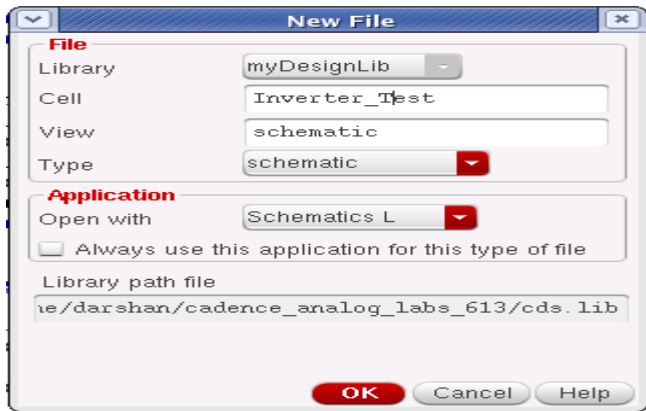 New File
File
Library myDesignLib
Cell Inverter_Test
View schematic
Type schematic
Application
Open with Schematics L
Always use this application for this type of file
Library path file
ne/darshan/cadence_analog_labs_613/cds.lib
OK Cancel Help